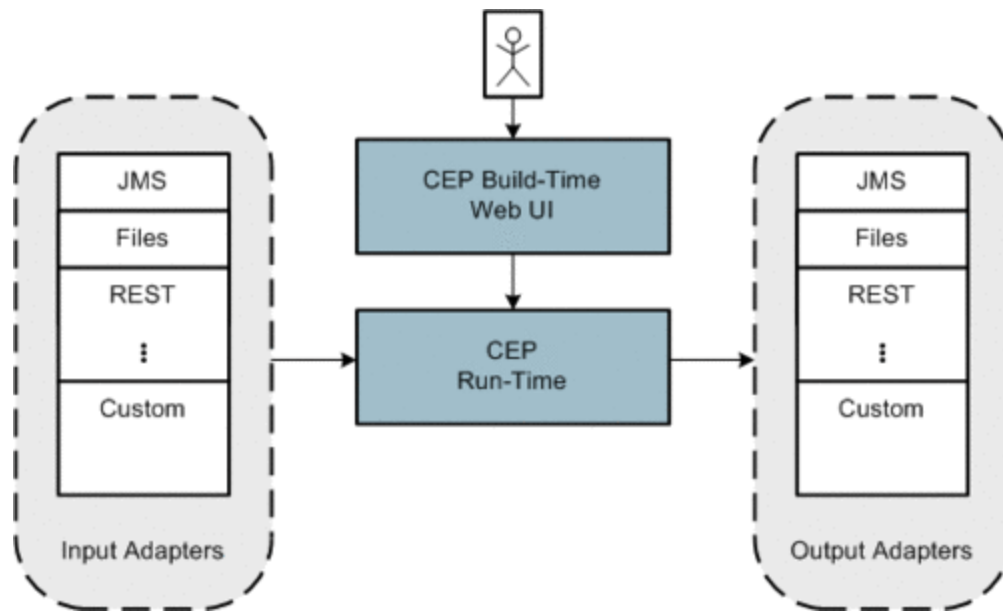 JMS
Files
REST
Custom
Input Adapters
CEP Build-Time
Web UI
CEP
Run-Time
JMS
Files
REST
Custom
Output Adapters